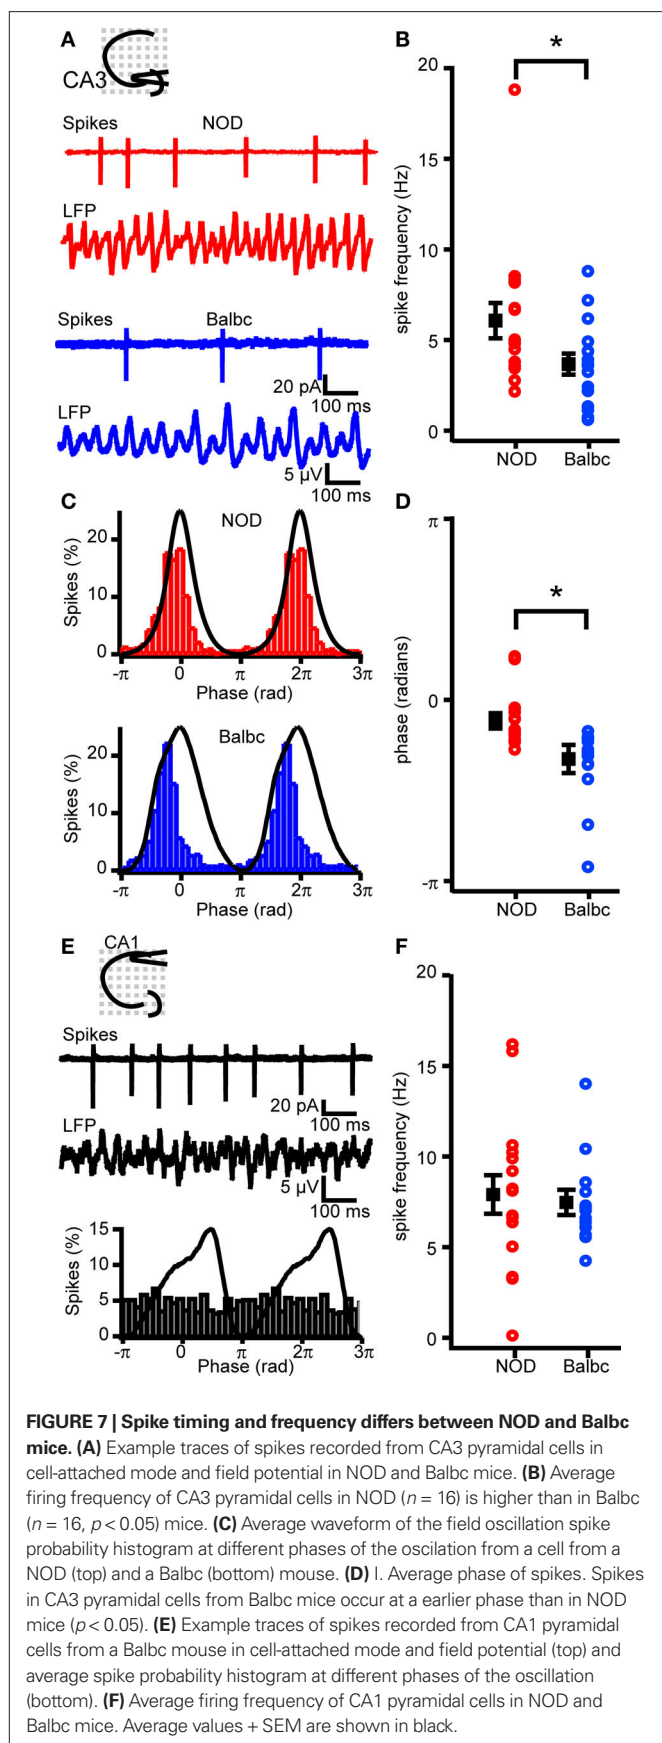 A
CA3
Spikes NOD
LFP
Spikes Balbc
20 pA
100 ms
LFP
5 µV
100 ms
B
*
20
15
10
5
0
spike frequency (Hz)
NOD Balbc
C
NOD
20
10
0
Spikes (%)
-π 0 π 2π 3π
Phase (rad)
Balbc
20
10
0
Spikes (%)
-π 0 π 2π 3π
Phase (rad)
D
π
*
0
-π
phase (radians)
NOD Balbc
E
CA1
Spikes
20 pA
100 ms
LFP
5 µV
100 ms
15
10
5
0
Spikes (%)
-π 0 π 2π 3π
Phase (rad)
F
20
15
10
5
0
spike frequency (Hz)
NOD Balbc
FIGURE 7 | Spike timing and frequency differs between NOD and Balbc
mice. (A) Example traces of spikes recorded from CA3 pyramidal cells in
cell-attached mode and field potential in NOD and Balbc mice. (B) Average
firing frequency of CA3 pyramidal cells in NOD (n = 16) is higher than in Balbc
(n = 16, p < 0.05) mice. (C) Average waveform of the field oscillation spike
probability histogram at different phases of the oscilation from a cell from a
NOD (top) and a Balbc (bottom) mouse. (D) I. Average phase of spikes. Spikes
in CA3 pyramidal cells from Balbc mice occur at a earlier phase than in NOD
mice (p < 0.05). (E) Example traces of spikes recorded from CA1 pyramidal
cells from a Balbc mouse in cell-attached mode and field potential (top) and
average spike probability histogram at different phases of the oscillation
(bottom). (F) Average firing frequency of CA1 pyramidal cells in NOD and
Balbc mice. Average values + SEM are shown in black.